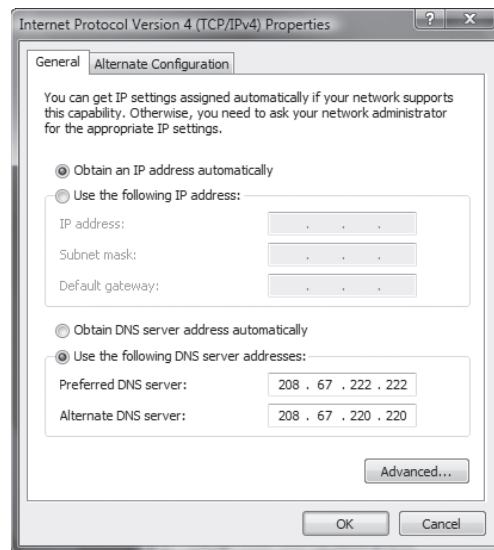 Internet Protocol Version 4 (TCP/IPv4) Properties
? X
General Alternate Configuration
You can get IP settings assigned automatically if your network supports
this capability. Otherwise, you need to ask your network administrator
for the appropriate IP settings.
Obtain an IP address automatically
Use the following IP address:
IP address: . . .
Subnet mask: . . .
Default gateway: . . .
Obtain DNS server address automatically
Use the following DNS server addresses:
Preferred DNS server: 208 . 67 . 222 . 222
Alternate DNS server: 208 . 67 . 220 . 220
Advanced...
OK Cancel